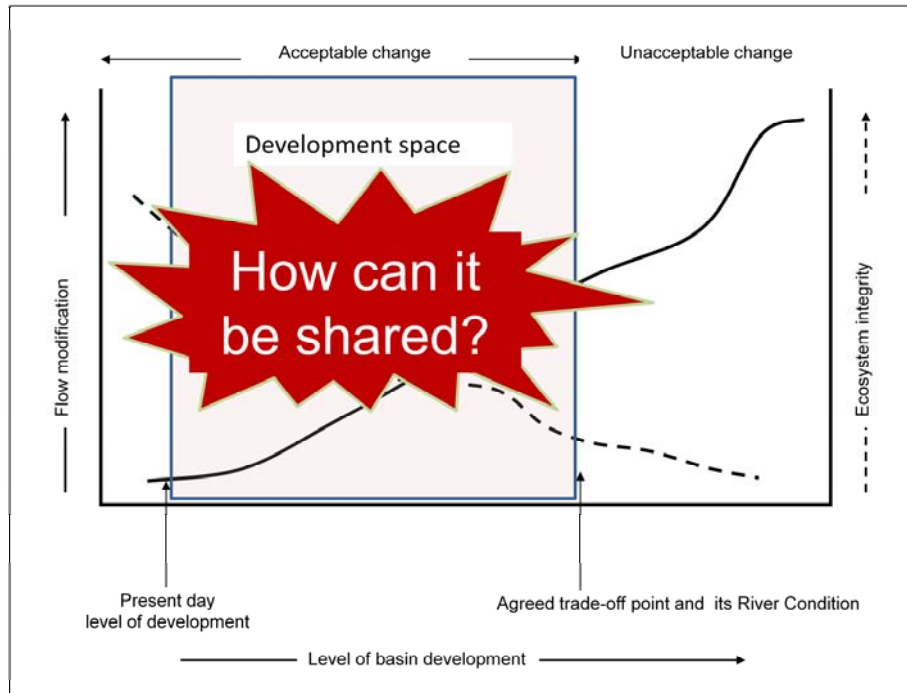 Acceptable change
Unacceptable change
Development space
How can it
be shared?
Flow modification
Ecosystem integrity
Present day
level of development
Agreed trade-off point and its River Condition
Level of basin development